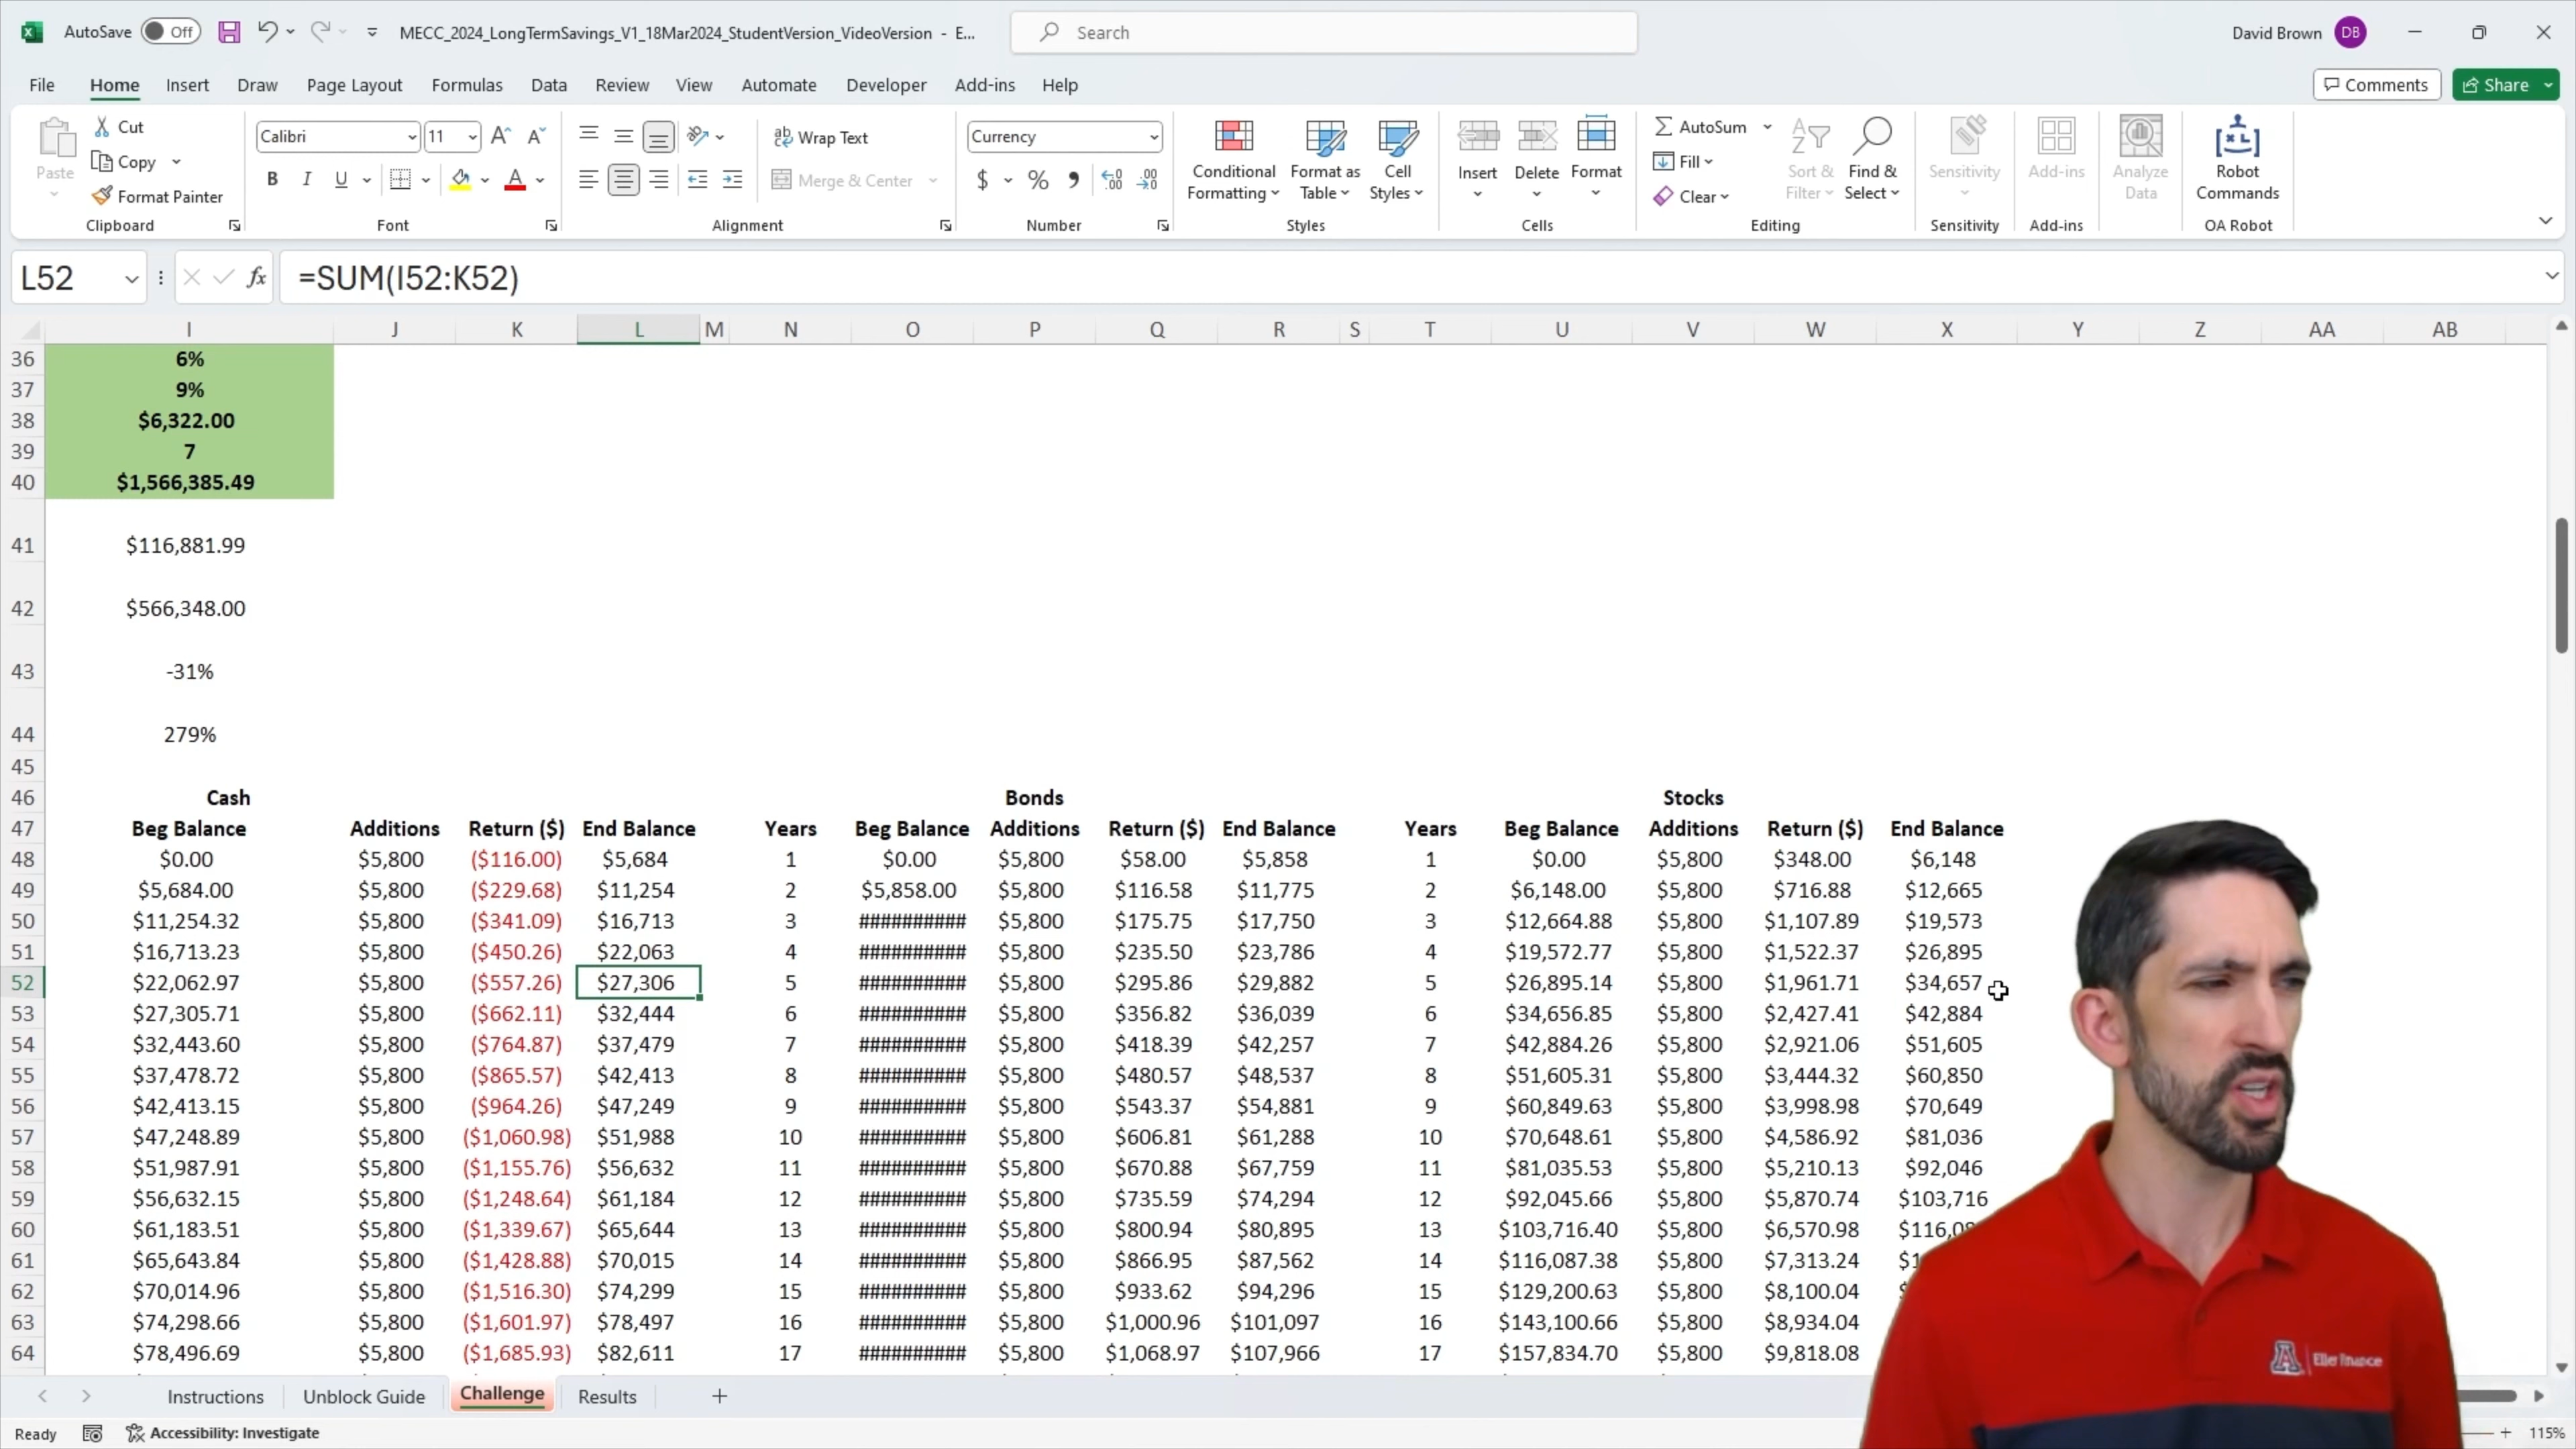 AutoSave Off MECC_2024_LongTermSavings_V1_18Mar2024_StudentVersion_VideoVersion - E... Search David Brown DB
File Home Insert Draw Page Layout Formulas Data Review View Automate Developer Add-ins Help Comments Share
Paste Cut Copy Format Painter Clipboard
Calibri 11 B I U A Font
Wrap Text Merge & Center Alignment
Currency $ % Number
Conditional Formatting Format as Table Cell Styles Styles
Insert Delete Format Cells
AutoSum Fill Clear Sort & Filter Find & Select Editing
Sensitivity Sensitivity
Add-ins Add-ins
Analyze Data
Robot Commands OA Robot
L52 fx =SUM(I52:K52)
I J K L M N O P Q R S T U V W X Y Z AA AB
36 6%
37 9%
38 $6,322.00
39 7
40 $1,566,385.49
41 $116,881.99
42 $566,348.00
43 -31%
44 279%
45
46 Cash Bonds Stocks
47 Beg Balance Additions Return ($) End Balance Years Beg Balance Additions Return ($) End Balance Years Beg Balance Additions Return ($) End Balance
48 $0.00 $5,800 ($116.00) $5,684 1 $0.00 $5,800 $58.00 $5,858 1 $0.00 $5,800 $348.00 $6,148
49 $5,684.00 $5,800 ($229.68) $11,254 2 $5,858.00 $5,800 $116.58 $11,775 2 $6,148.00 $5,800 $716.88 $12,665
50 $11,254.32 $5,800 ($341.09) $16,713 3 ########## $5,800 $175.75 $17,750 3 $12,664.88 $5,800 $1,107.89 $19,573
51 $16,713.23 $5,800 ($450.26) $22,063 4 ########## $5,800 $235.50 $23,786 4 $19,572.77 $5,800 $1,522.37 $26,895
52 $22,062.97 $5,800 ($557.26) $27,306 5 ########## $5,800 $295.86 $29,882 5 $26,895.14 $5,800 $1,961.71 $34,657
53 $27,305.71 $5,800 ($662.11) $32,444 6 ########## $5,800 $356.82 $36,039 6 $34,656.85 $5,800 $2,427.41 $42,884
54 $32,443.60 $5,800 ($764.87) $37,479 7 ########## $5,800 $418.39 $42,257 7 $42,884.26 $5,800 $2,921.06 $51,605
55 $37,478.72 $5,800 ($865.57) $42,413 8 ########## $5,800 $480.57 $48,537 8 $51,605.31 $5,800 $3,444.32 $60,850
56 $42,413.15 $5,800 ($964.26) $47,249 9 ########## $5,800 $543.37 $54,881 9 $60,849.63 $5,800 $3,998.98 $70,649
57 $47,248.89 $5,800 ($1,060.98) $51,988 10 ########## $5,800 $606.81 $61,288 10 $70,648.61 $5,800 $4,586.92 $81,036
58 $51,987.91 $5,800 ($1,155.76) $56,632 11 ########## $5,800 $670.88 $67,759 11 $81,035.53 $5,800 $5,210.13 $92,046
59 $56,632.15 $5,800 ($1,248.64) $61,184 12 ########## $5,800 $735.59 $74,294 12 $92,045.66 $5,800 $5,870.74 $103,716
60 $61,183.51 $5,800 ($1,339.67) $65,644 13 ########## $5,800 $800.94 $80,895 13 $103,716.40 $5,800 $6,570.98
61 $65,643.84 $5,800 ($1,428.88) $70,015 14 ########## $5,800 $866.95 $87,562 14 $116,087.38 $5,800 $7,313.24
62 $70,014.96 $5,800 ($1,516.30) $74,299 15 ########## $5,800 $933.62 $94,296 15 $129,200.63 $5,800 $8,100.04
63 $74,298.66 $5,800 ($1,601.97) $78,497 16 ########## $5,800 $1,000.96 $101,097 16 $143,100.66 $5,800 $8,934.04
64 $78,496.69 $5,800 ($1,685.93) $82,611 17 ########## $5,800 $1,068.97 $107,966 17 $157,834.70 $5,800 $9,818.08
A Eller Finance
Instructions Unblock Guide Challenge Results
Ready Accessibility: Investigate 115%